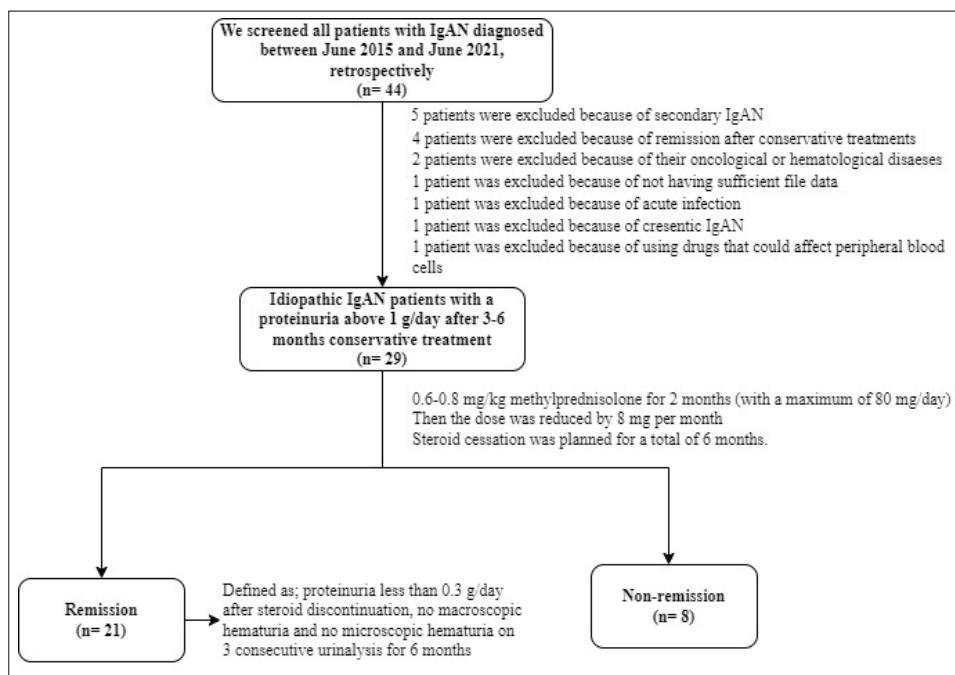 We screened all patients with IgAN diagnosed
between June 2015 and June 2021,
retrospectively
(n= 44)
5 patients were excluded because of secondary IgAN
4 patients were excluded because of remission after conservative treatments
2 patients were excluded because of their oncological or hematological disaeses
1 patient was excluded because of not having sufficient file data
1 patient was excluded because of acute infection
1 patient was excluded because of cresentic IgAN
1 patient was excluded because of using drugs that could affect peripheral blood
cells
Idiopathic IgAN patients with a
proteinuria above 1 g/day after 3-6
months conservative treatment
(n= 29)
0.6-0.8 mg/kg methylprednisolone for 2 months (with a maximum of 80 mg/day)
Then the dose was reduced by 8 mg per month
Steroid cessation was planned for a total of 6 months.
Remission
(n= 21)
Defined as; proteinuria less than 0.3 g/day
after steroid discontinuation, no macroscopic
hematuria and no microscopic hematuria on
3 consecutive urinalysis for 6 months
Non-remission
(n= 8)